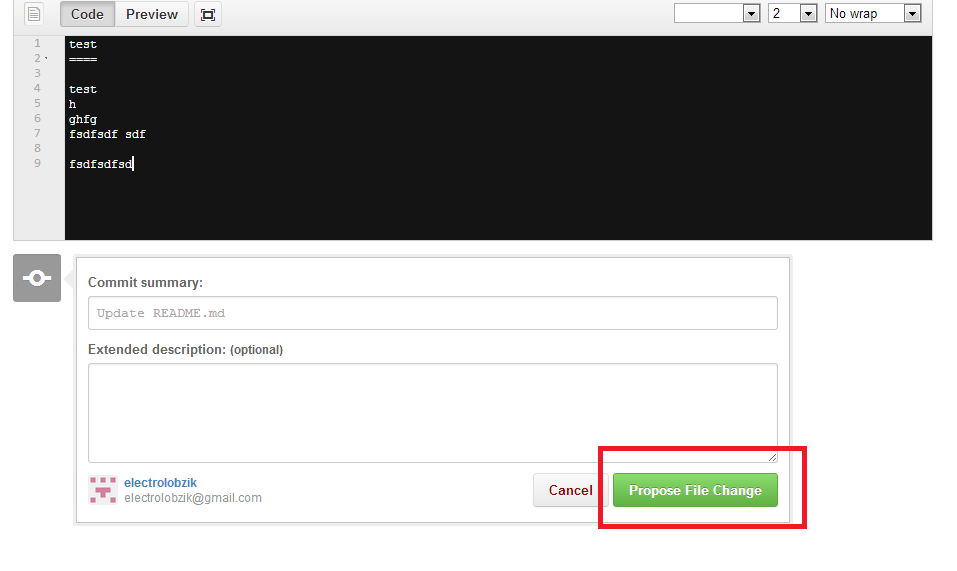 Code Preview 2 No wrap
1 test
2 ====
3
4 test
5 h
6 ghfg
7 fsdfsdf sdf
8
9 fsdfsdfsd
Commit summary:
Update README.md
Extended description: (optional)
electrolobzik
electrolobzik@gmail.com
Cancel Propose File Change